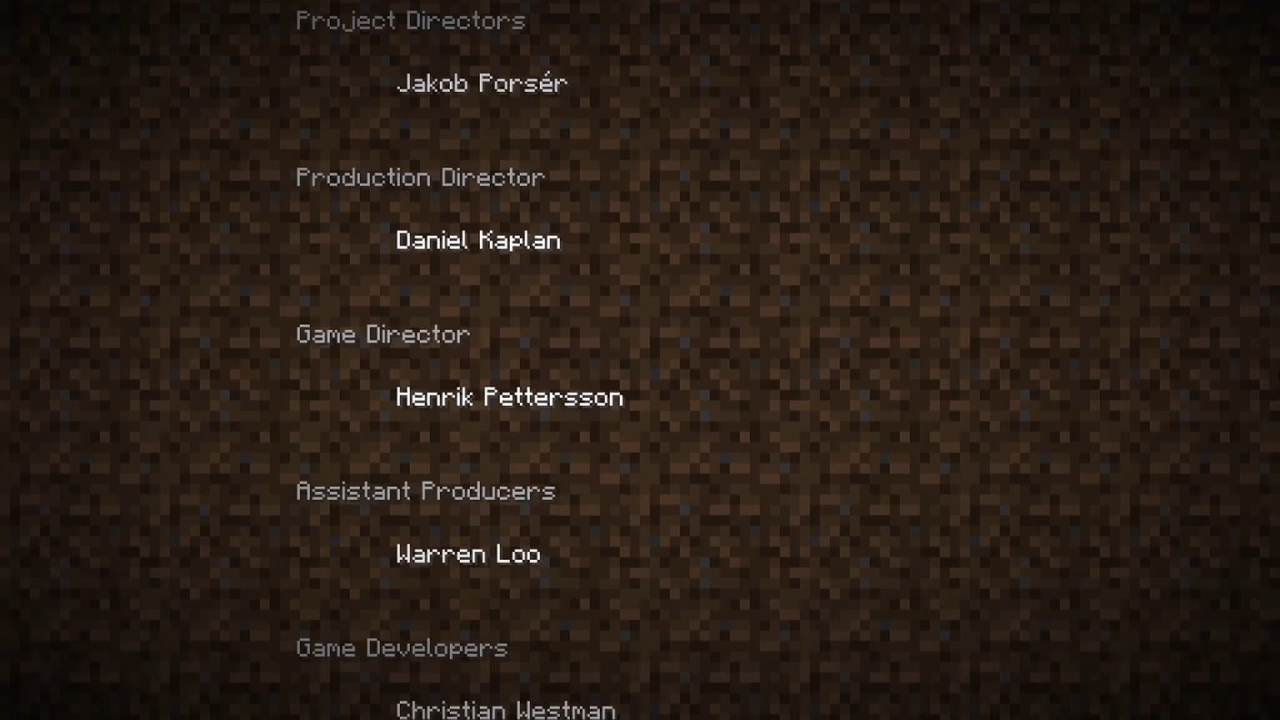 Project Directors
Jakob Porsér
Production Director
Daniel Kaplan
Game Director
Henrik Pettersson
Assistant Producers
Warren Loo
Game Developers
Christian Westman